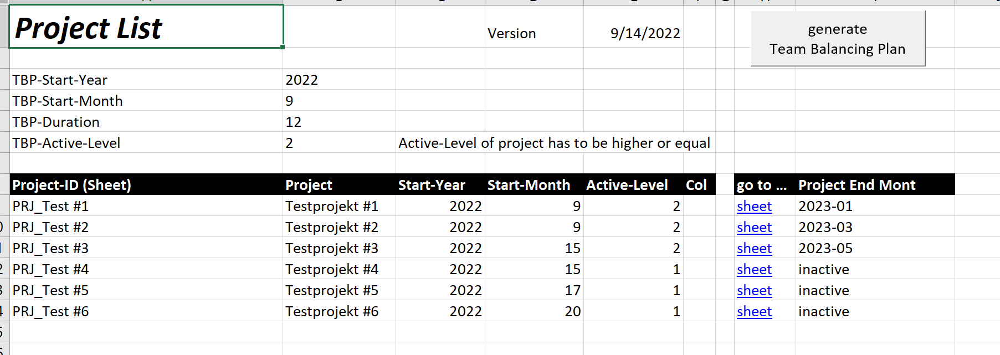 Project List
Version 9/14/2022
generate
Team Balancing Plan
TBP-Start-Year 2022
TBP-Start-Month 9
TBP-Duration 12
TBP-Active-Level 2 Active-Level of project has to be higher or equal
Project-ID (Sheet) Project Start-Year Start-Month Active-Level Col go to ... Project End Mont
PRJ_Test #1 Testprojekt #1 2022 9 2 sheet 2023-01
PRJ_Test #2 Testprojekt #2 2022 9 2 sheet 2023-03
PRJ_Test #3 Testprojekt #3 2022 15 2 sheet 2023-05
PRJ_Test #4 Testprojekt #4 2022 15 1 sheet inactive
PRJ_Test #5 Testprojekt #5 2022 17 1 sheet inactive
PRJ_Test #6 Testprojekt #6 2022 20 1 sheet inactive